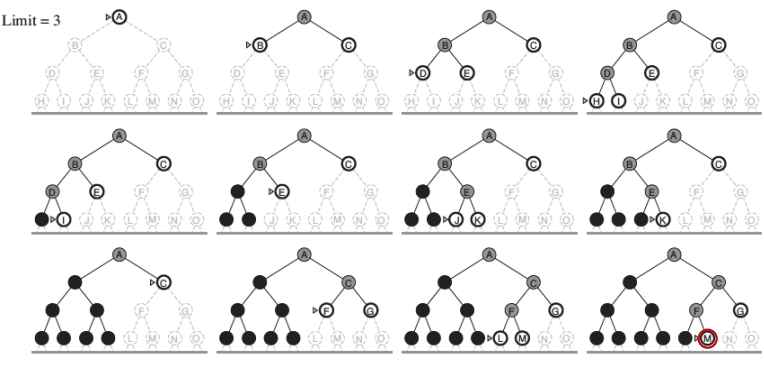 Limit = 3 A A A A
B C B C B C B C
D E F G D E F G D E F G D E F G
H I J K L M N O H I J K L M N O H I J K L M N O H I J K L M N O
A A A A
B C B C B C B C
D E F G E F G E F G E F G
I J K L M N O J K L M N O J K L M N O K L M N O
A A A A
C C C C
F G F G F G F G
L M N O L M N O L M N O M N O